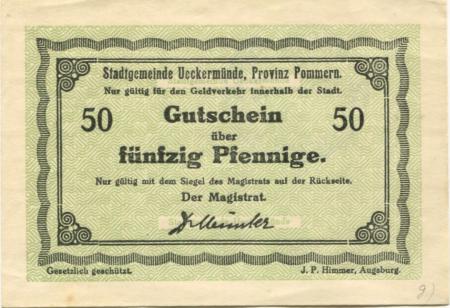 Stadtgemeinde Ueckermünde, Provinz Pommern.
Nur gültig für den Geldverkehr innerhalb der Stadt.
50 Gutschein 50
über
fünfzig Pfennige.
Nur gültig mit dem Siegel des Magistrats auf der Rückseite.
Der Magistrat.
Gesetzlich geschützt. J. P. Himmer, Augsburg.